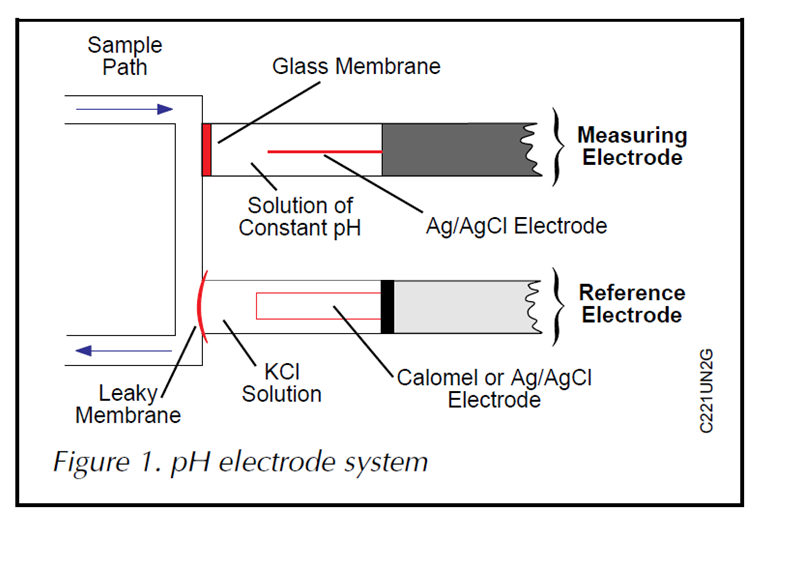 Sample
Path
Glass Membrane
Measuring
Electrode
Solution of
Constant pH
Ag/AgCl Electrode
Reference
Electrode
KCl
Solution
Calomel or Ag/AgCl
Electrode
Leaky
Membrane
C221UN2G
Figure 1. pH electrode system